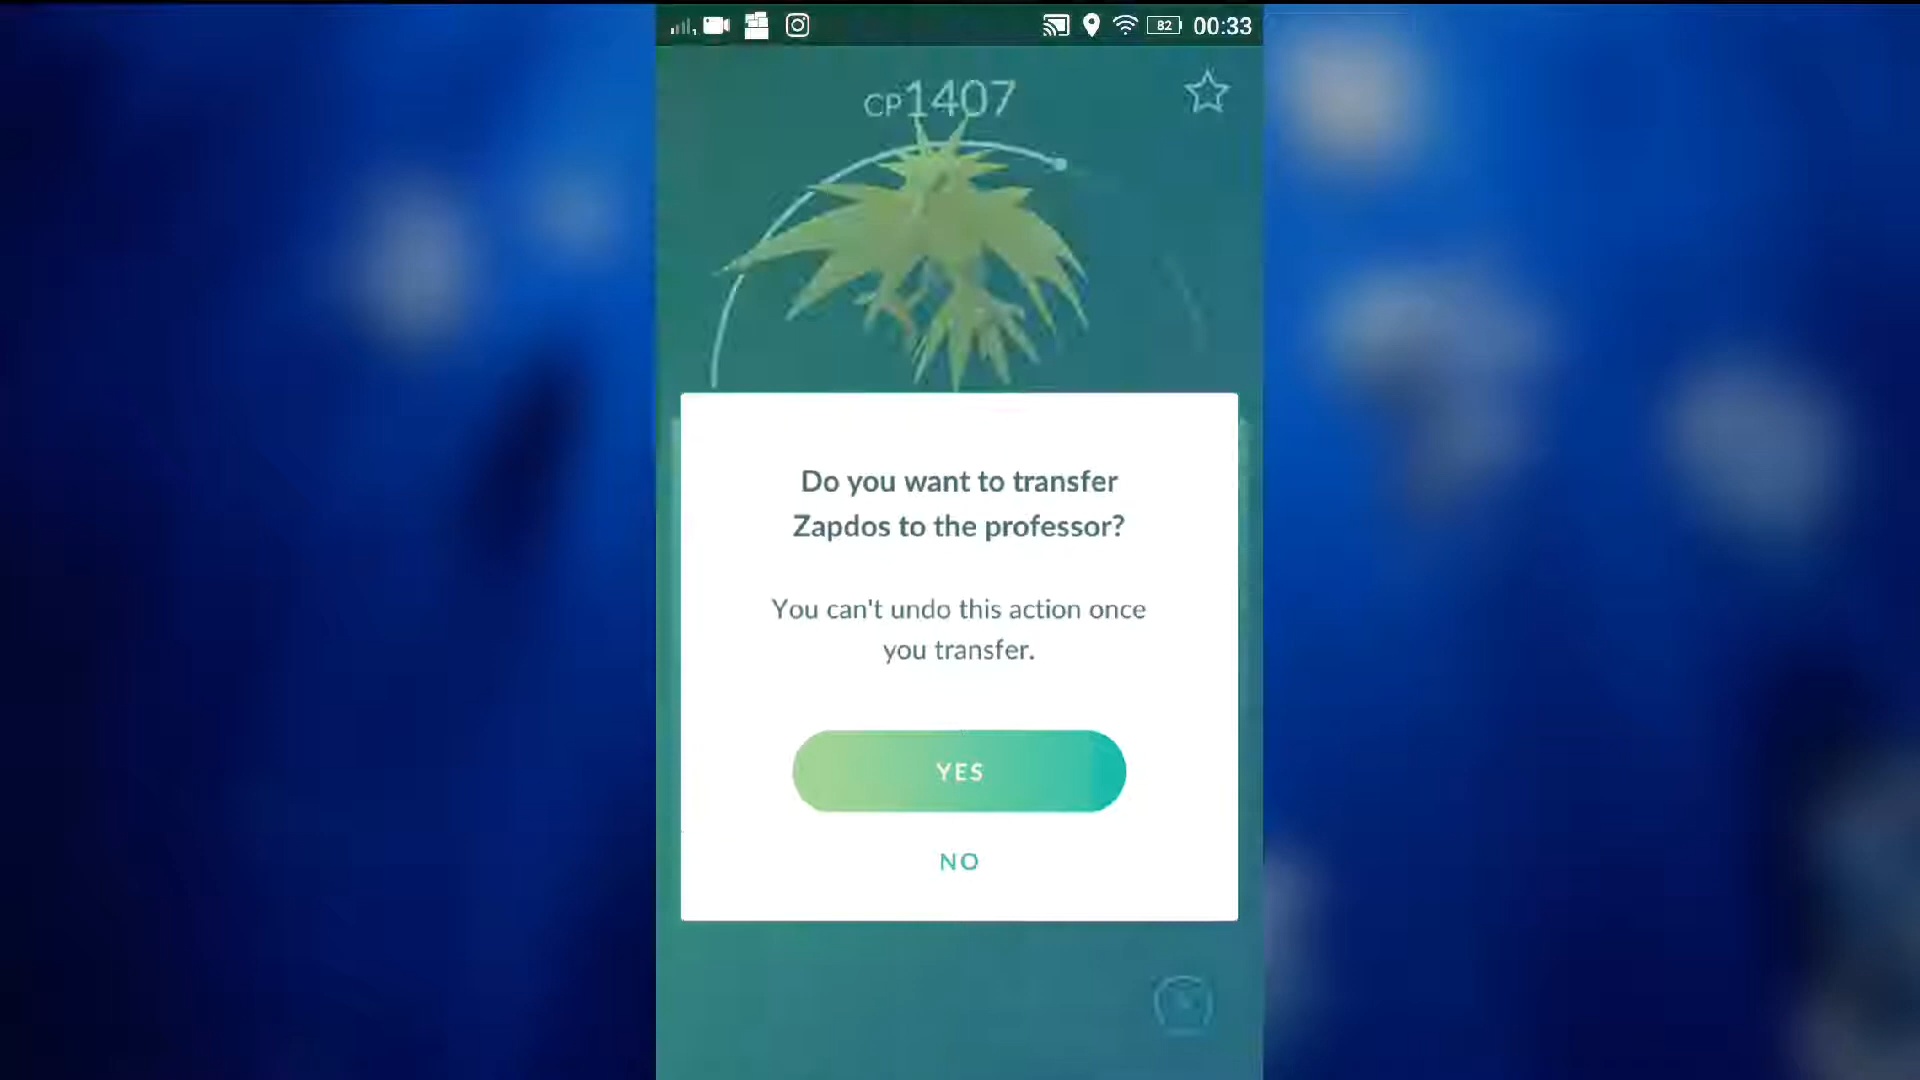 82 00:33
CP1407
Do you want to transfer
Zapdos to the professor?
You can't undo this action once
you transfer.
YES
NO